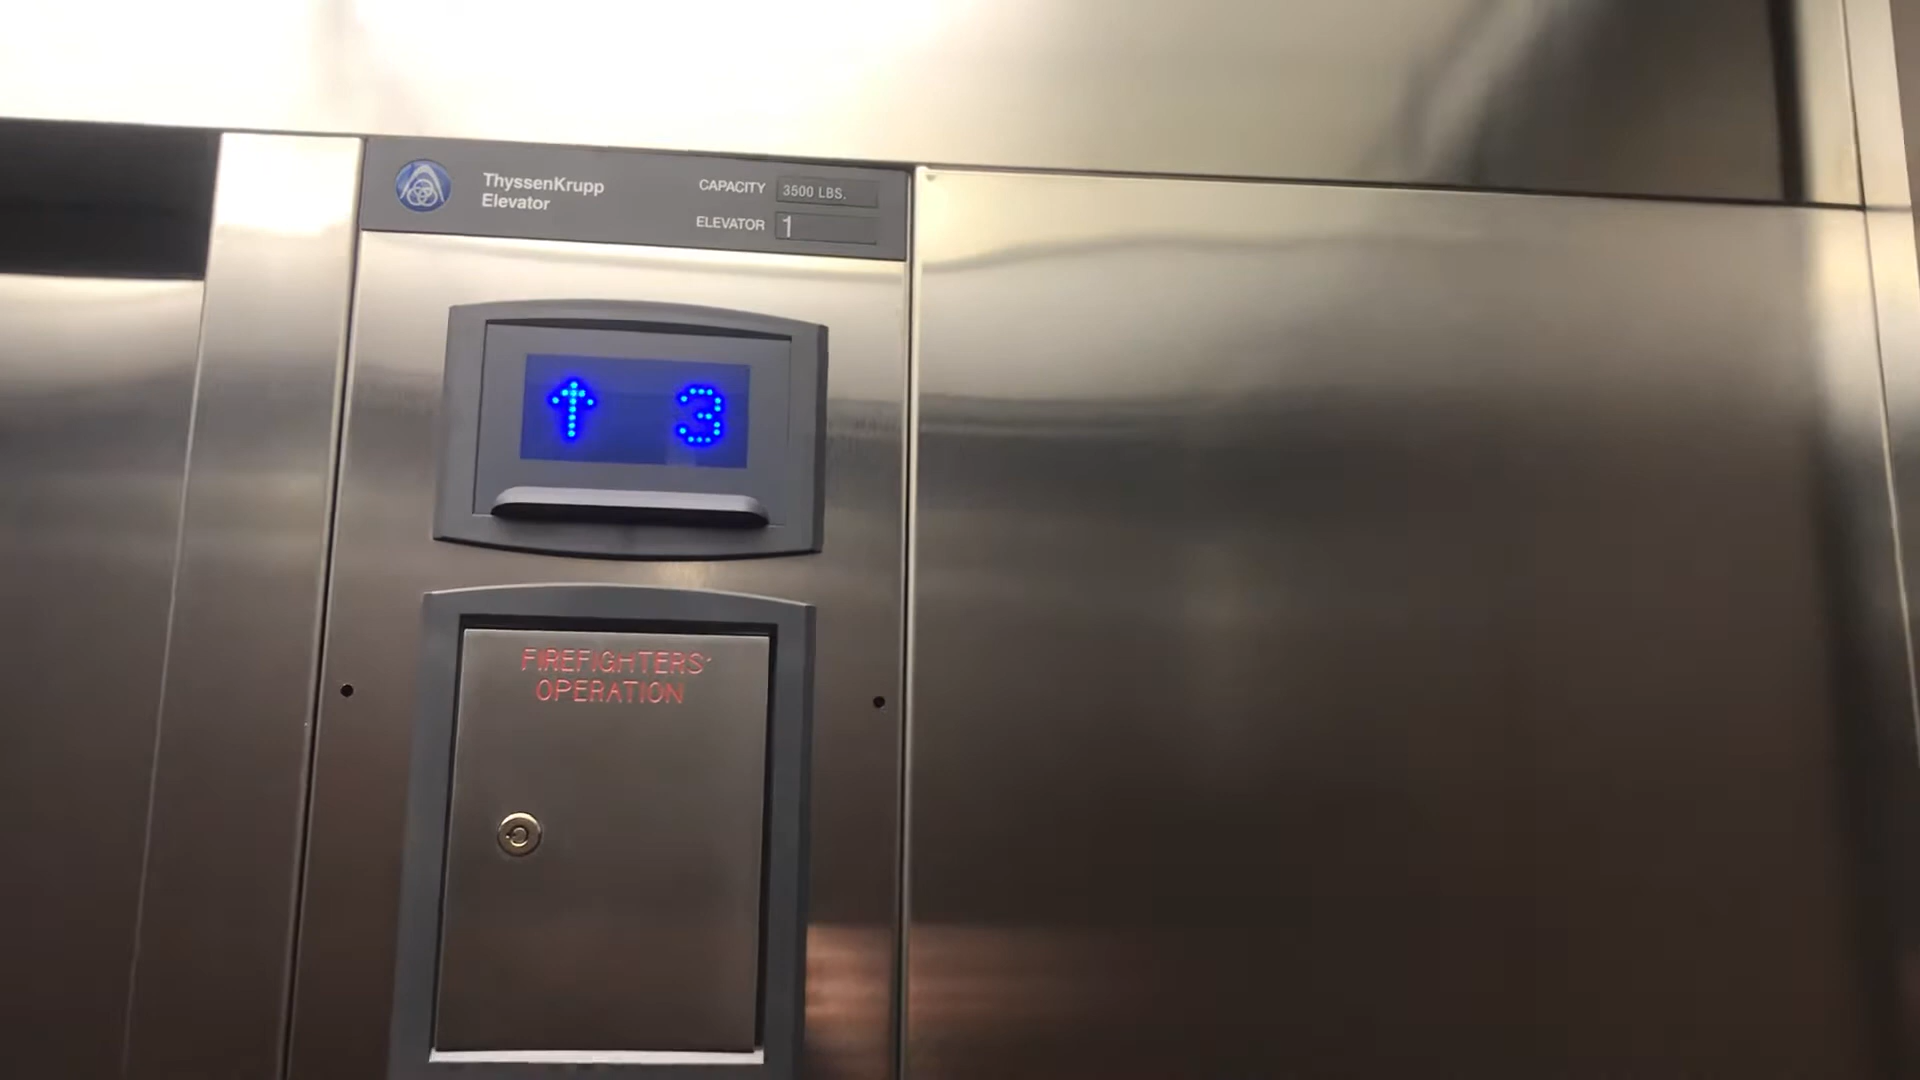 ThyssenKrupp
Elevator
CAPACITY 3500 LBS.
ELEVATOR 1
↑ 3
FIREFIGHTERS'
OPERATION